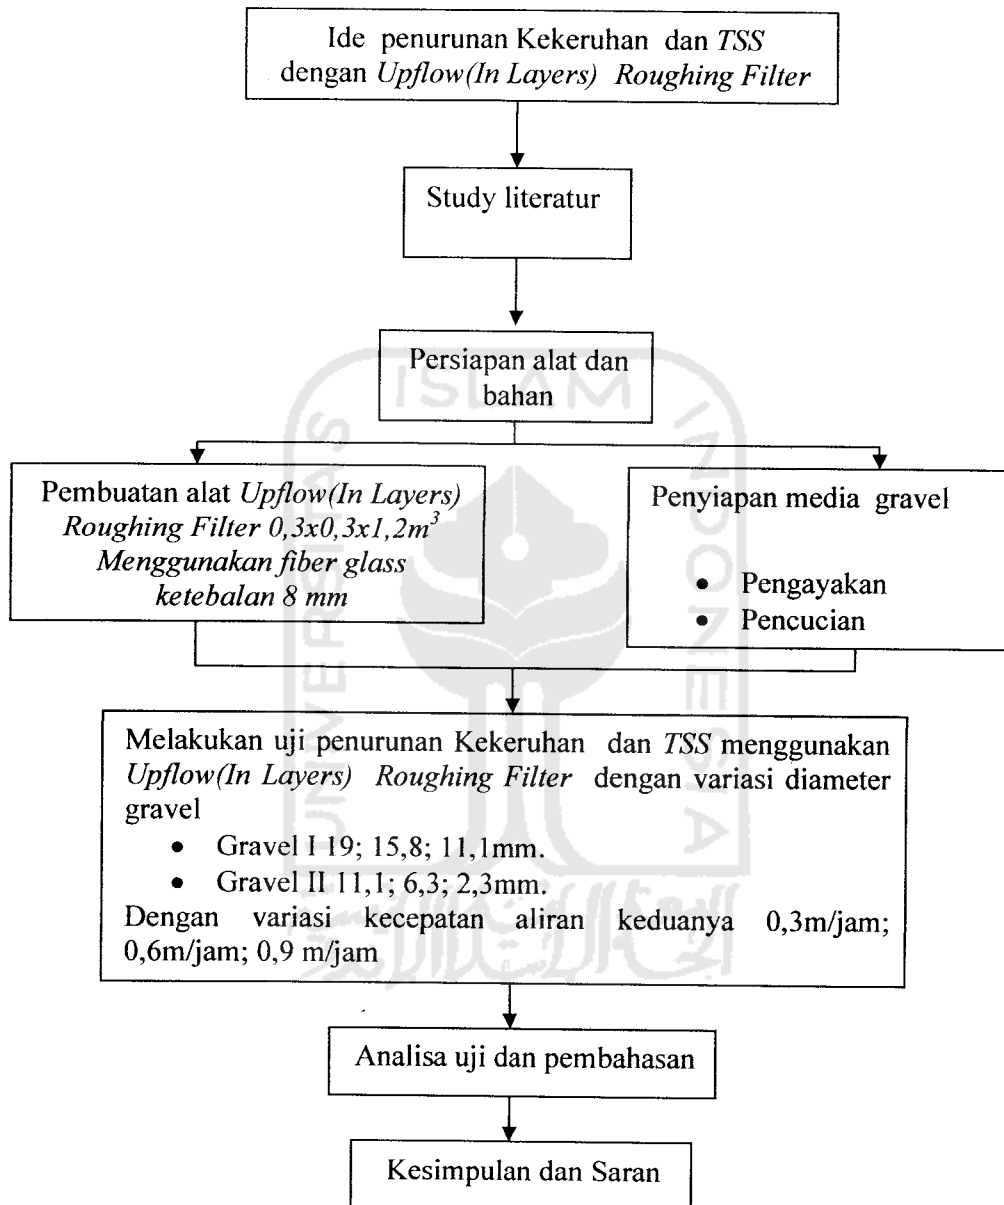 Ide penurunan Kekeruhan dan TSS
dengan Upflow(In Layers) Roughing Filter
Study literatur
Persiapan alat dan
bahan
Pembuatan alat Upflow(In Layers)
Roughing Filter 0,3x0,3x1,2m³
Menggunakan fiber glass
ketebalan 8 mm
Penyiapan media gravel
• Pengayakan
• Pencucian
Melakukan uji penurunan Kekeruhan dan TSS menggunakan
Upflow(In Layers) Roughing Filter dengan variasi diameter
gravel
• Gravel I 19; 15,8; 11,1mm.
• Gravel II 11,1; 6,3; 2,3mm.
Dengan variasi kecepatan aliran keduanya 0,3m/jam;
0,6m/jam; 0,9 m/jam
Analisa uji dan pembahasan
Kesimpulan dan Saran
UNIVERSITAS
ISLAM
INDONESIA